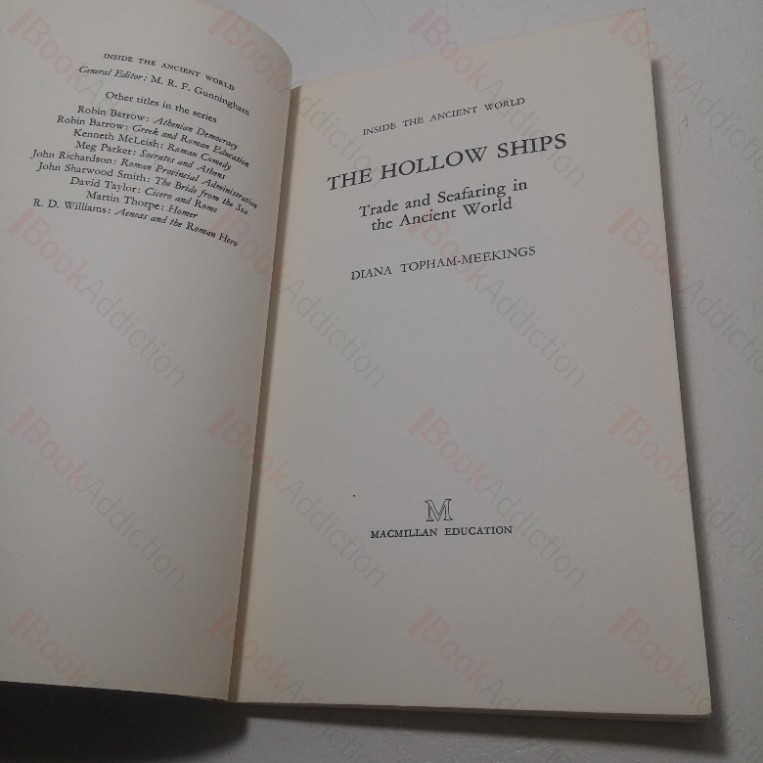 INSIDE THE ANCIENT WORLD
General Editor: M. R. F. Gunningham
Other titles in the series
Robin Barrow: Athenian Democracy
Robin Barrow: Greek and Roman Education
Kenneth McLeish: Roman Comedy
Meg Parker: Socrates and Athens
John Richardson: Roman Provincial Administration
John Sharwood Smith: The Bride from the Sea
David Taylor: Cicero and Rome
Martin Thorpe: Homer
R. D. Williams: Aeneas and the Roman Hero
INSIDE THE ANCIENT WORLD
THE HOLLOW SHIPS
Trade and Seafaring in
the Ancient World
DIANA TOPHAM-MEEKINGS
M
MACMILLAN EDUCATION
BookAddiction